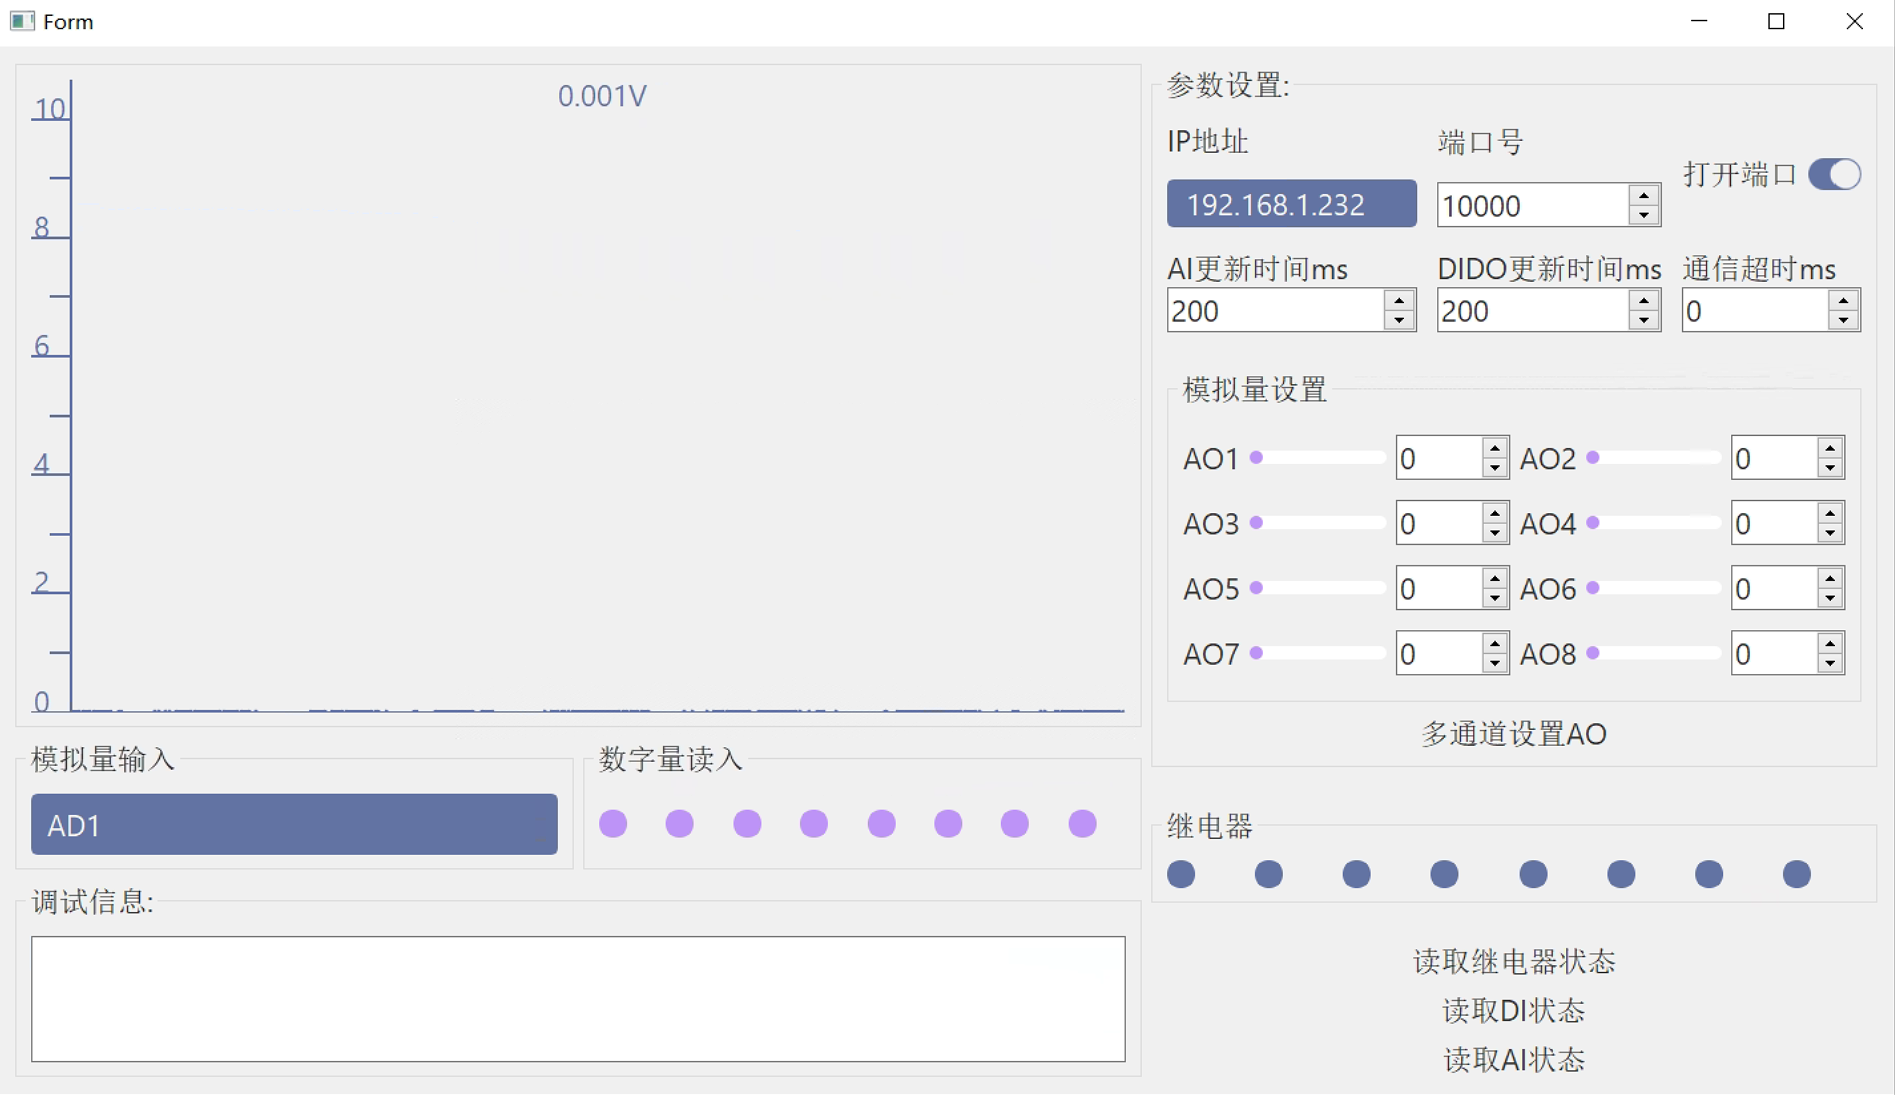 Form
0.001V
10
8
6
4
2
0
模拟量输入
AD1
数字量读入
调试信息:
参数设置:
IP地址
端口号
打开端口
192.168.1.232
10000
AI更新时间ms
DIDO更新时间ms
通信超时ms
200
200
0
模拟量设置
AO1 0 AO2 0
AO3 0 AO4 0
AO5 0 AO6 0
AO7 0 AO8 0
多通道设置AO
继电器
读取继电器状态
读取DI状态
读取AI状态